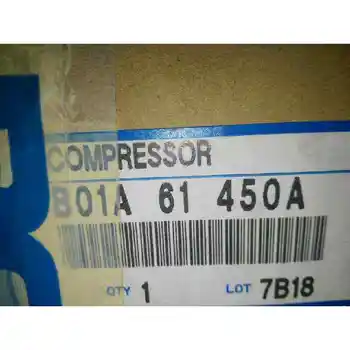 COMPRESSOR
B01A 61 450A
QTY 1 LOT 7B18